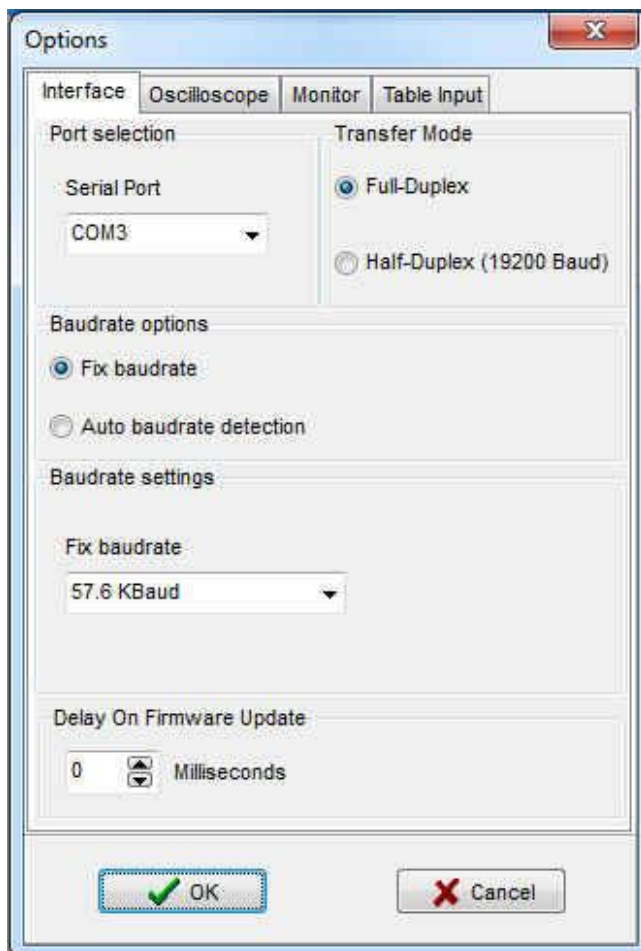 Options
Interface Oscilloscope Monitor Table Input
Port selection
Serial Port
COM3
Transfer Mode
Full-Duplex
Half-Duplex (19200 Baud)
Baudrate options
Fix baudrate
Auto baudrate detection
Baudrate settings
Fix baudrate
57.6 KBaud
Delay On Firmware Update
0 Milliseconds
OK Cancel